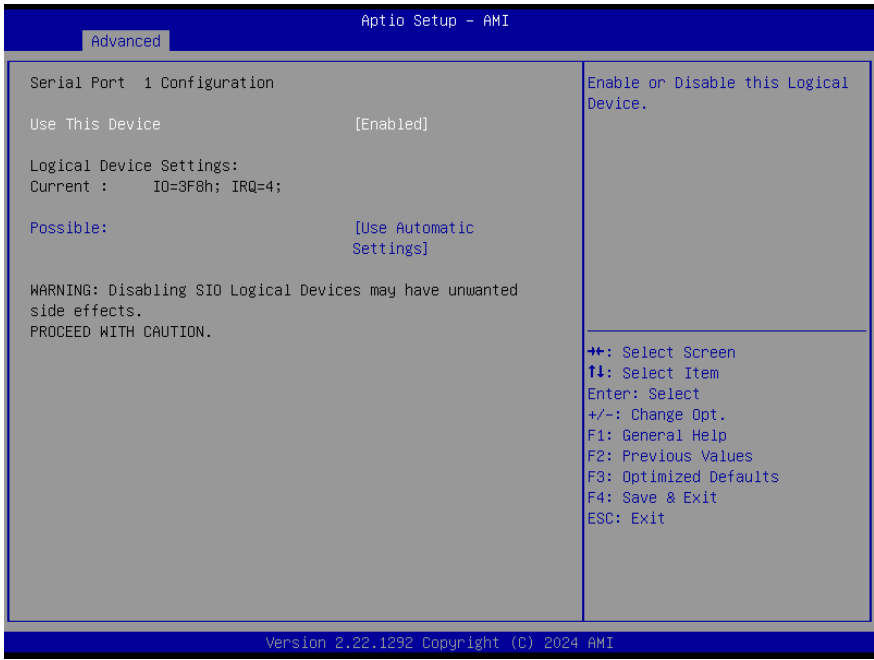 Aptio Setup – AMI
Advanced
Serial Port 1 Configuration
Use This Device [Enabled]
Logical Device Settings:
Current : IO=3F8h; IRQ=4;
Possible: [Use Automatic
Settings]
WARNING: Disabling SIO Logical Devices may have unwanted
side effects.
PROCEED WITH CAUTION.
Enable or Disable this Logical
Device.
→←: Select Screen
↑↓: Select Item
Enter: Select
+/-: Change Opt.
F1: General Help
F2: Previous Values
F3: Optimized Defaults
F4: Save & Exit
ESC: Exit
Version 2.22.1292 Copyright (C) 2024 AMI